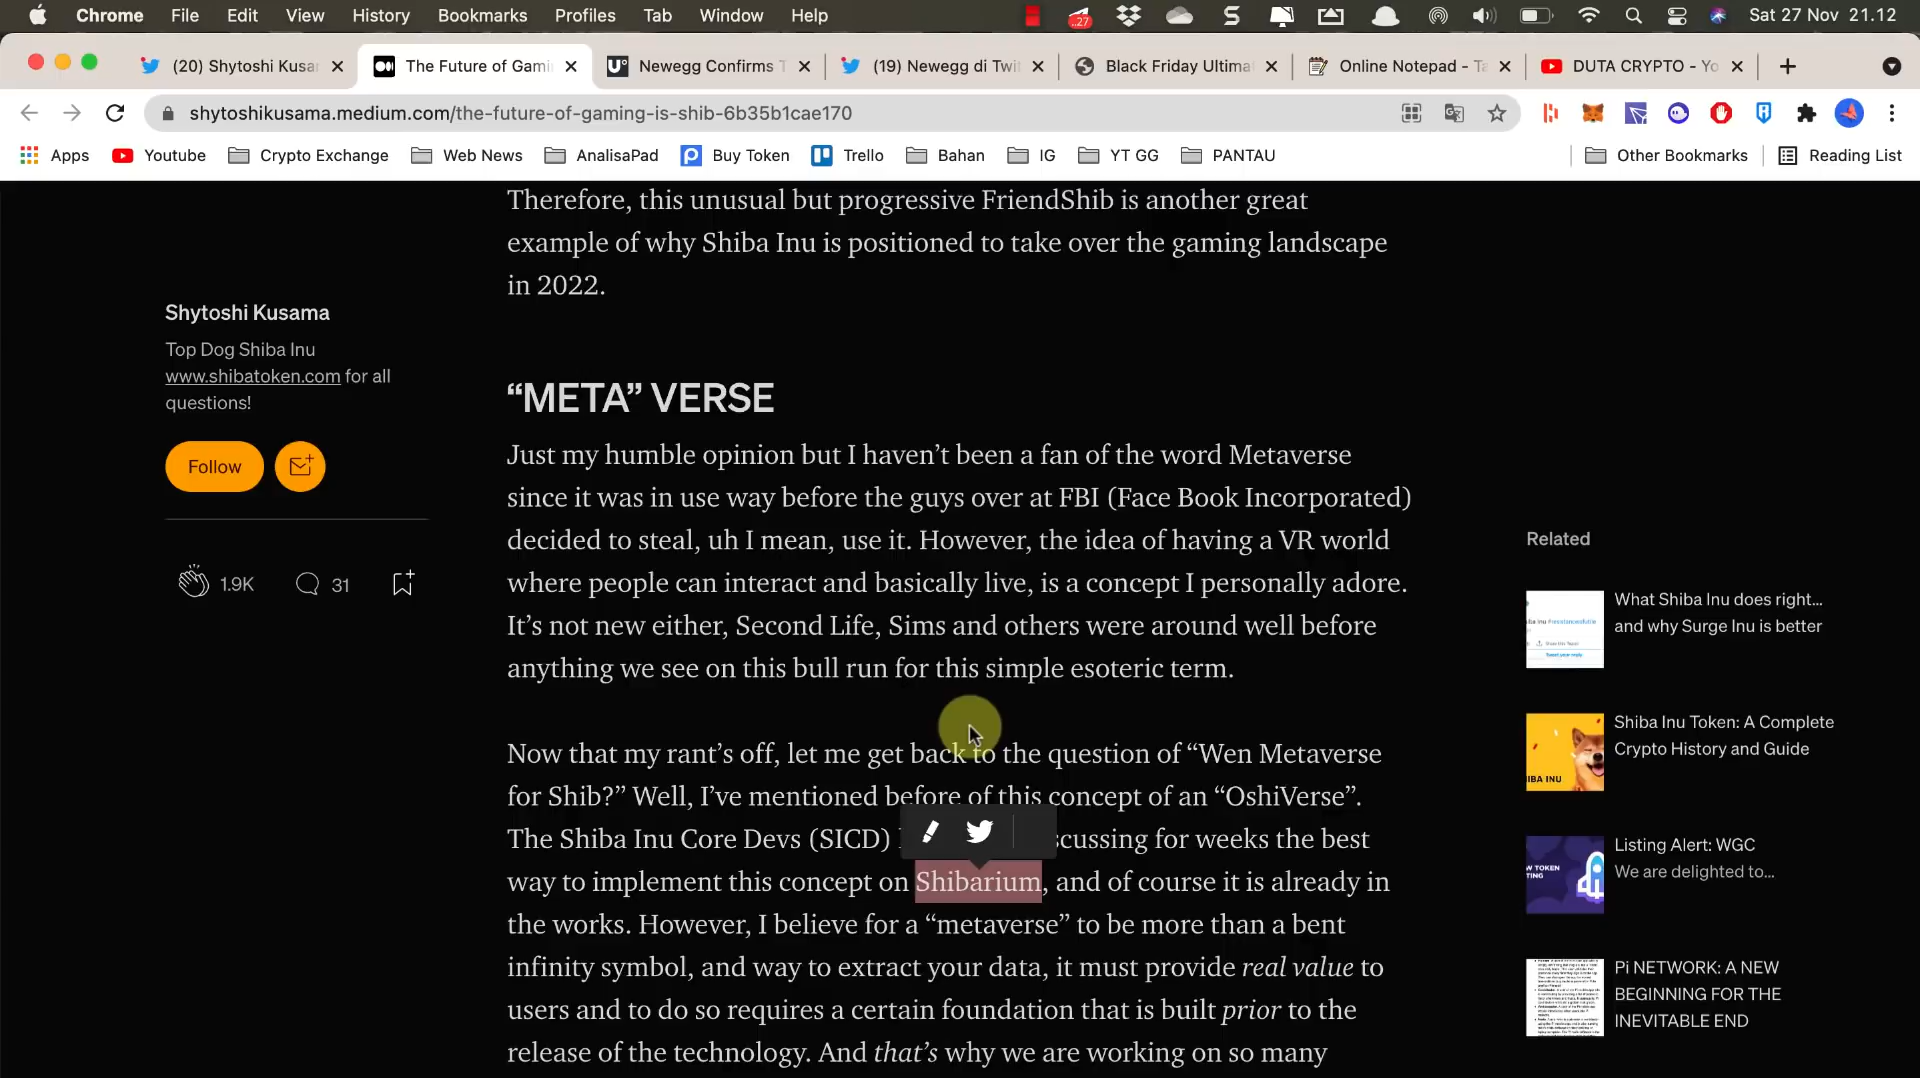 Chrome File Edit View History Bookmarks Profiles Tab Window Help
..27
Sat 27 Nov 21.12
(20) Shytoshi Kusa
The Future of Gami
Newegg Confirms T
(19) Newegg di Twi
Black Friday Ultima
Online Notepad - Ta
DUTA CRYPTO - Yo
shytoshikusama.medium.com/the-future-of-gaming-is-shib-6b35b1cae170
Apps Youtube Crypto Exchange Web News AnalisaPad Buy Token Trello Bahan IG YT GG PANTAU Other Bookmarks Reading List
Therefore, this unusual but progressive FriendShib is another great
example of why Shiba Inu is positioned to take over the gaming landscape
in 2022.
Shytoshi Kusama
Top Dog Shiba Inu
www.shibatoken.com for all
questions!
Follow
1.9K 31
“META” VERSE
Just my humble opinion but I haven’t been a fan of the word Metaverse
since it was in use way before the guys over at FBI (Face Book Incorporated)
decided to steal, uh I mean, use it. However, the idea of having a VR world
where people can interact and basically live, is a concept I personally adore.
It’s not new either, Second Life, Sims and others were around well before
anything we see on this bull run for this simple esoteric term.
Now that my rant’s off, let me get back to the question of “Wen Metaverse
for Shib?” Well, I’ve mentioned before of this concept of an “OshiVerse”.
The Shiba Inu Core Devs (SICD) scussing for weeks the best
way to implement this concept on Shibarium, and of course it is already in
the works. However, I believe for a “metaverse” to be more than a bent
infinity symbol, and way to extract your data, it must provide real value to
users and to do so requires a certain foundation that is built prior to the
release of the technology. And that’s why we are working on so many
Related
What Shiba Inu does right…
and why Surge Inu is better
Shiba Inu Token: A Complete
Crypto History and Guide
IBA INU
Listing Alert: WGC
We are delighted to…
W TOKEN
TING
Pi NETWORK: A NEW
BEGINNING FOR THE
INEVITABLE END